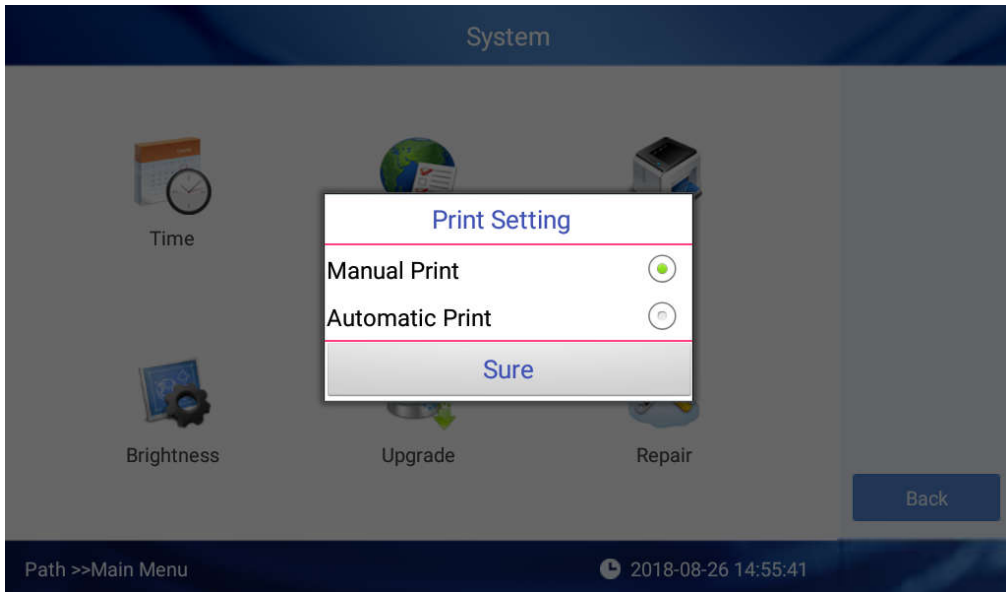 System
Print Setting
Time
Manual Print
Automatic Print
Sure
Brightness
Upgrade
Repair
Back
Path >>Main Menu
2018-08-26 14:55:41